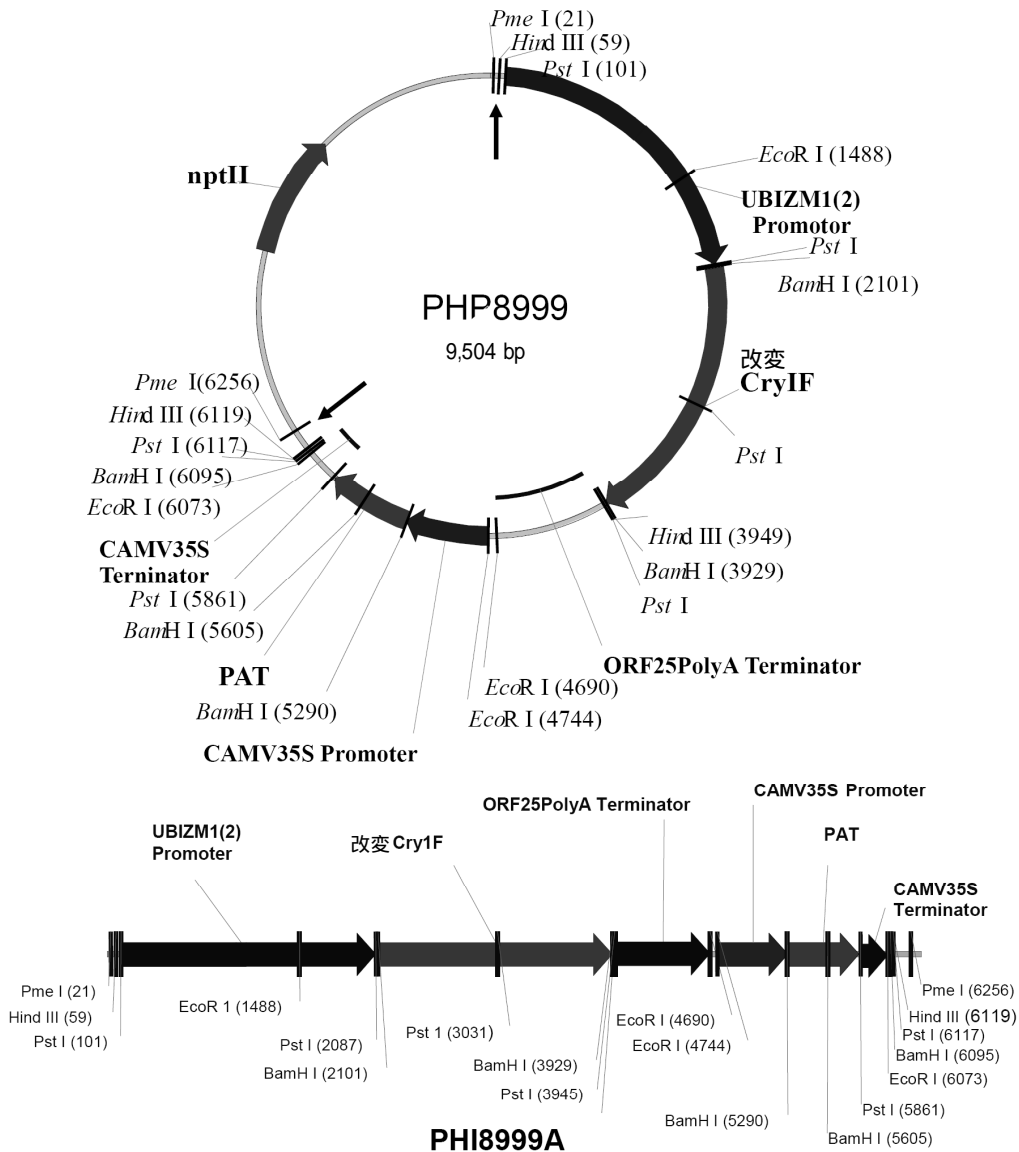 Pme I (21)
Hind III (59)
Pst I (101)
nptII
EcoR I (1488)
UBIZM1(2)
Promotor
Pst I
BamH I (2101)
PHP8999
9,504 bp
改変
CryIF
Pst I
Pme I(6256)
Hind III (6119)
Pst I (6117)
BamH I (6095)
EcoR I (6073)
CAMV35S
Terninator
Pst I (5861)
BamH I (5605)
PAT
BamH I (5290)
CAMV35S Promoter
Hind III (3949)
BamH I (3929)
Pst I
ORF25PolyA Terminator
EcoR I (4690)
EcoR I (4744)
UBIZM1(2)
Promoter
改変Cry1F
ORF25PolyA Terminator
CAMV35S Promoter
PAT
CAMV35S
Terminator
Pme I (21)
Hind III (59)
Pst I (101)
EcoR 1 (1488)
Pst I (2087)
BamH I (2101)
Pst 1 (3031)
BamH I (3929)
Pst I (3945)
EcoR I (4690)
EcoR I (4744)
BamH I (5290)
Pme I (6256)
Hind III (6119)
Pst I (6117)
BamH I (6095)
EcoR I (6073)
Pst I (5861)
BamH I (5605)
PHI8999A